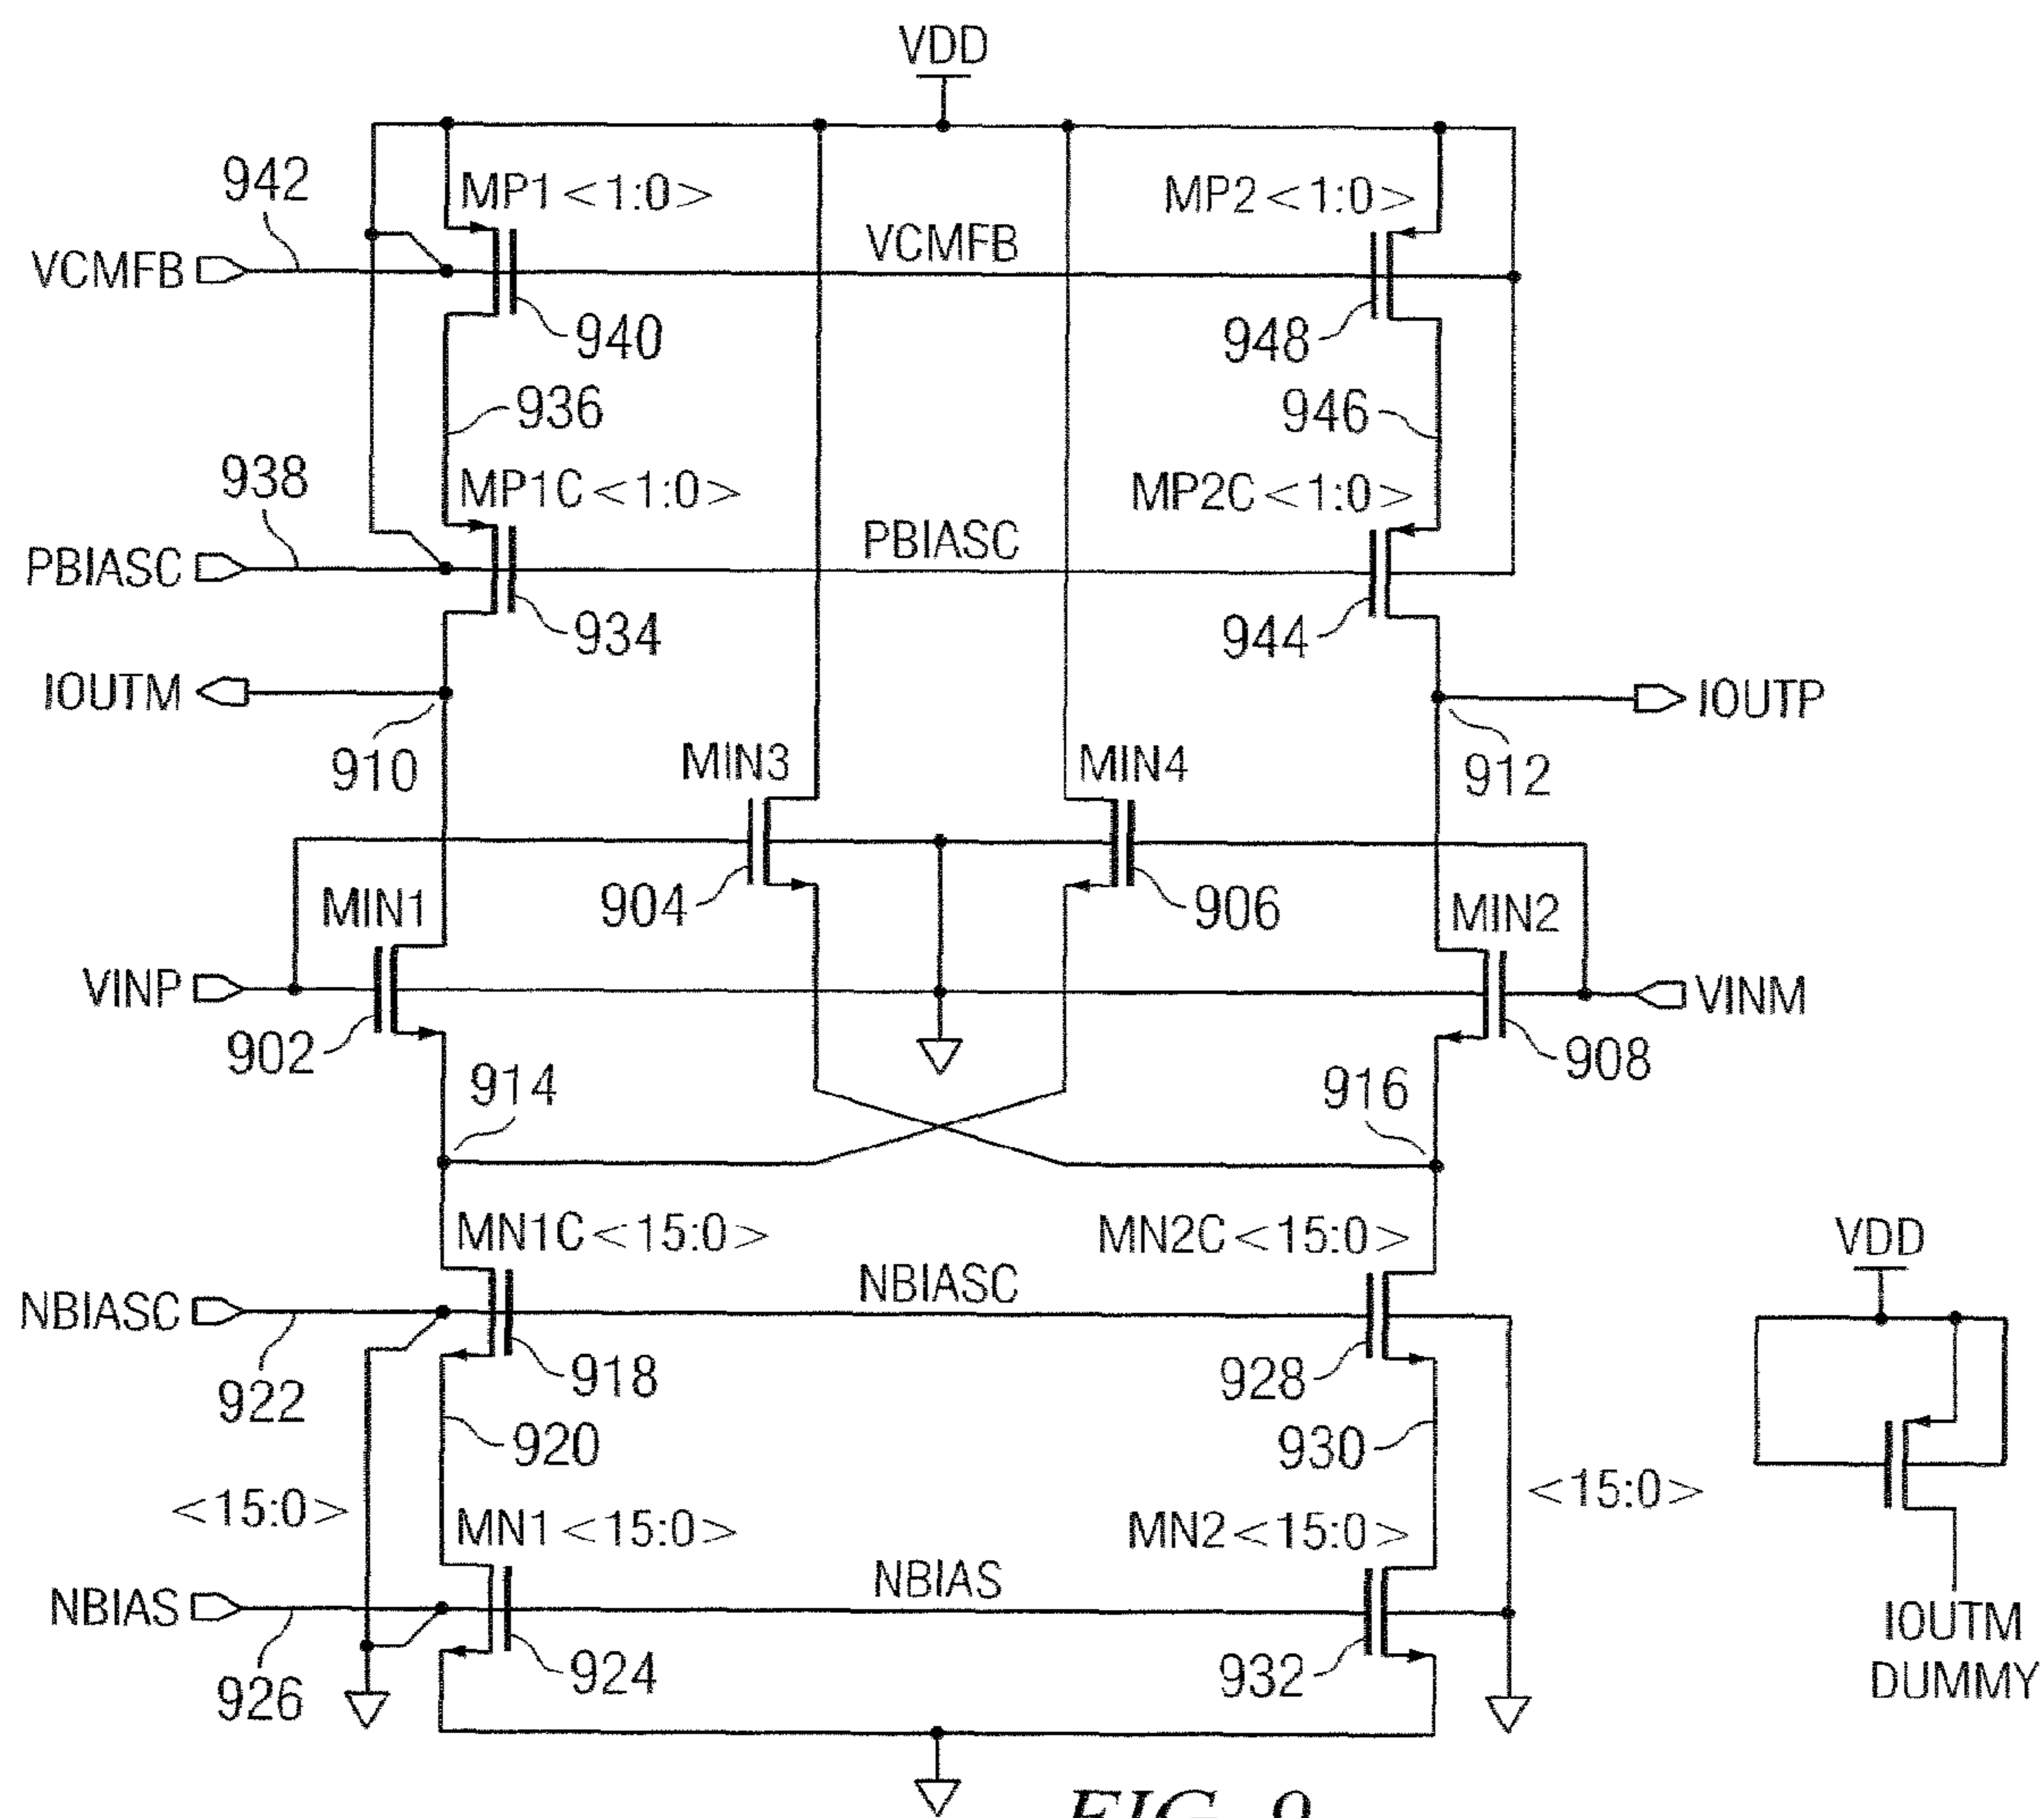 VDD
942
MP1<1:0>
MP2<1:0>
VCMFB
VCMFB
940
948
936
946
938
MP1C<1:0>
MP2C<1:0>
PBIASC
PBIASC
934
944
IOUTM
IOUTP
910
MIN3
MIN4
912
904
906
MIN1
MIN2
VINP
VINM
902
908
914
916
MN1C<15:0>
MN2C<15:0>
VDD
NBIASC
NBIASC
922
918
928
920
930
<15:0>
<15:0>
MN1<15:0>
MN2<15:0>
NBIAS
NBIAS
926
924
932
IOUTM
DUMMY
FIG. 9